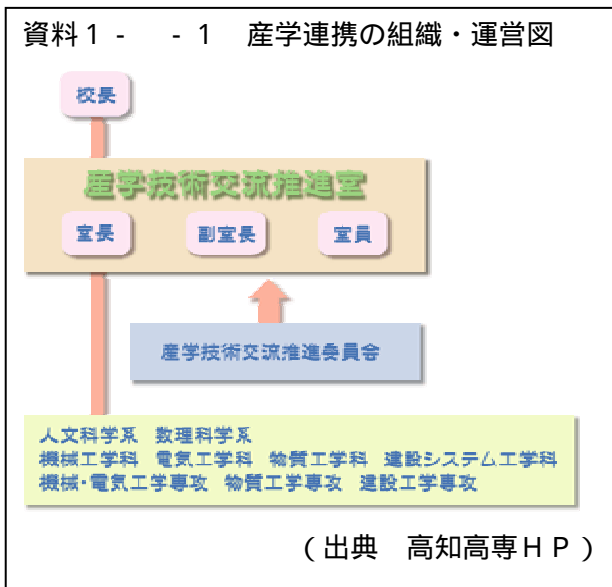 資料1-　-1　産学連携の組織・運営図
校長
産学技術交流推進室
室長　副室長　室員
産学技術交流推進委員会
人文科学系　数理科学系
機械工学科　電気工学科　物質工学科　建設システム工学科
機械・電気工学専攻　物質工学専攻　建設工学専攻
(出典　高知高専HP)